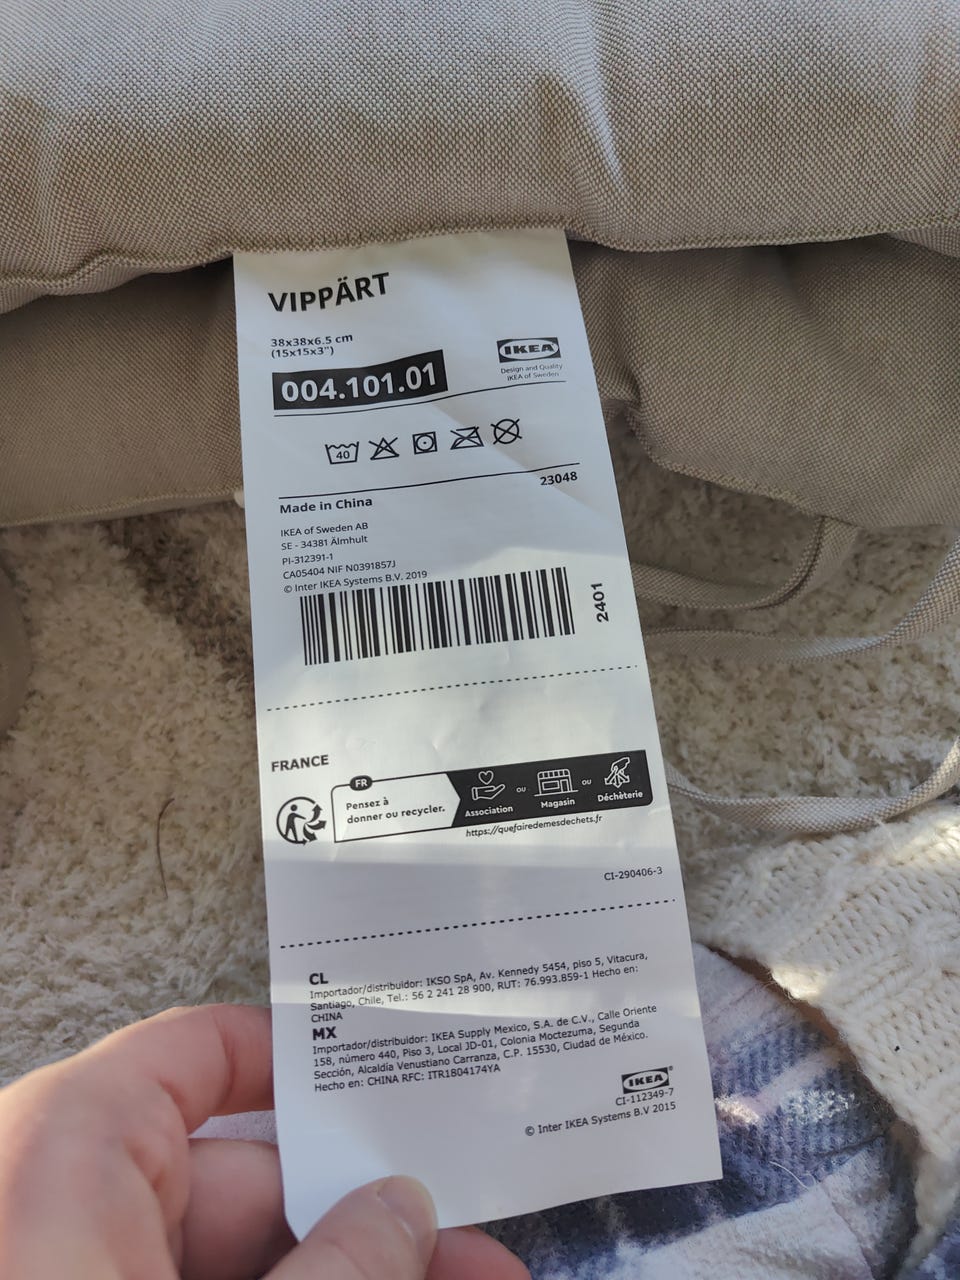 VIPPÄRT
38x38x6.5 cm
(15x15x3")
004.101.01
IKEA
Design and Quality
IKEA of Sweden
40
23048
Made in China
IKEA of Sweden AB
SE - 34381 Älmhult
PI-312391-1
CA05404 NIF N0391857J
© Inter IKEA Systems B.V. 2019
2401
FRANCE
FR
Pensez à
donner ou recycler.
Association
OU
Magasin
OU
Déchèterie
https://quefairedemesdechets.fr
CI-290406-3
CL
Importador/distribuidor: IKSO SpA, Av. Kennedy 5454, piso 5, Vitacura,
Santiago, Chile, Tel.: 56 2 241 28 900, RUT: 76.993.859-1 Hecho en:
CHINA
MX
Importador/distribuidor: IKEA Supply Mexico, S.A. de C.V., Calle Oriente
158, número 440, Piso 3, Local JD-01, Colonia Moctezuma, Segunda
Sección, Alcaldía Venustiano Carranza, C.P. 15530, Ciudad de México.
Hecho en: CHINA RFC: ITR1804174YA
IKEA®
CI-112349-7
© Inter IKEA Systems B.V 2015